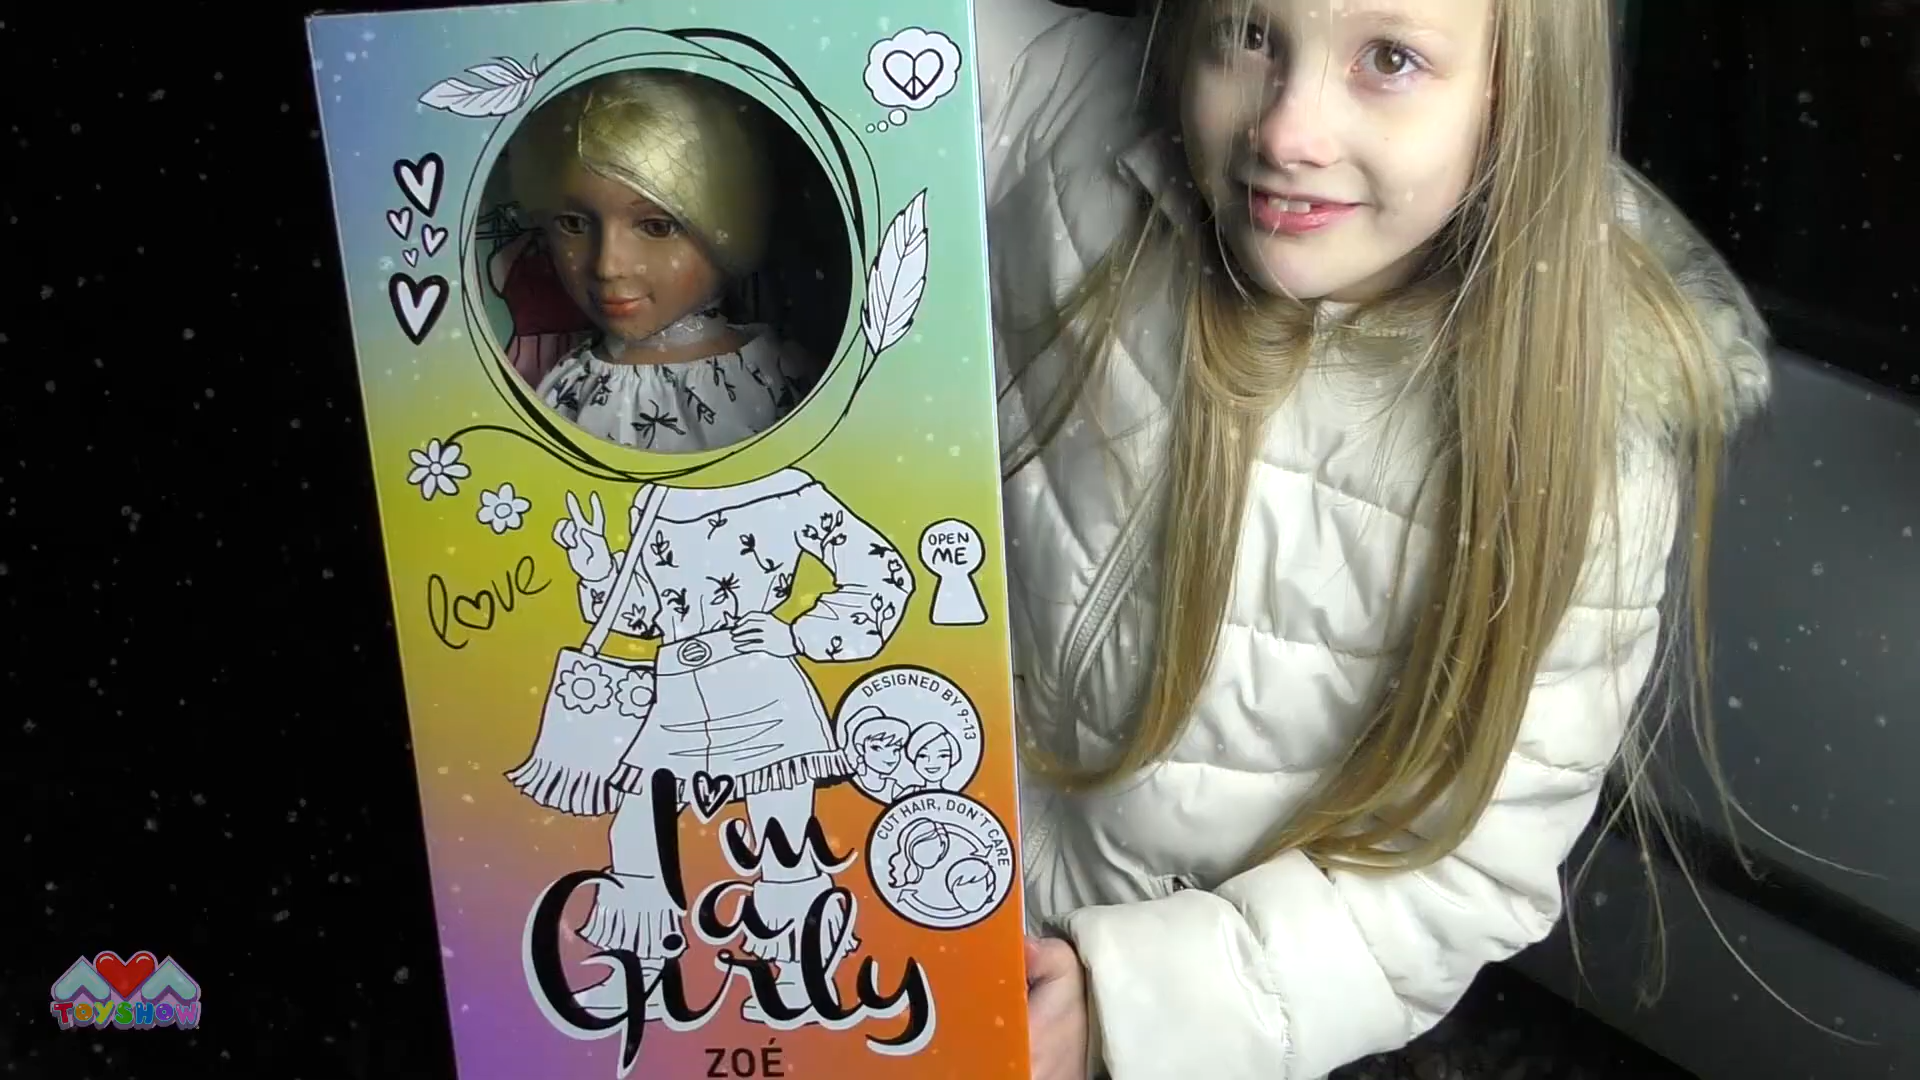 OPEN
ME
love
DESIGNED BY 9-13
CUT HAIR, DON'T CARE
I'm
a
Girly
ZOÉ
TOYSHOW